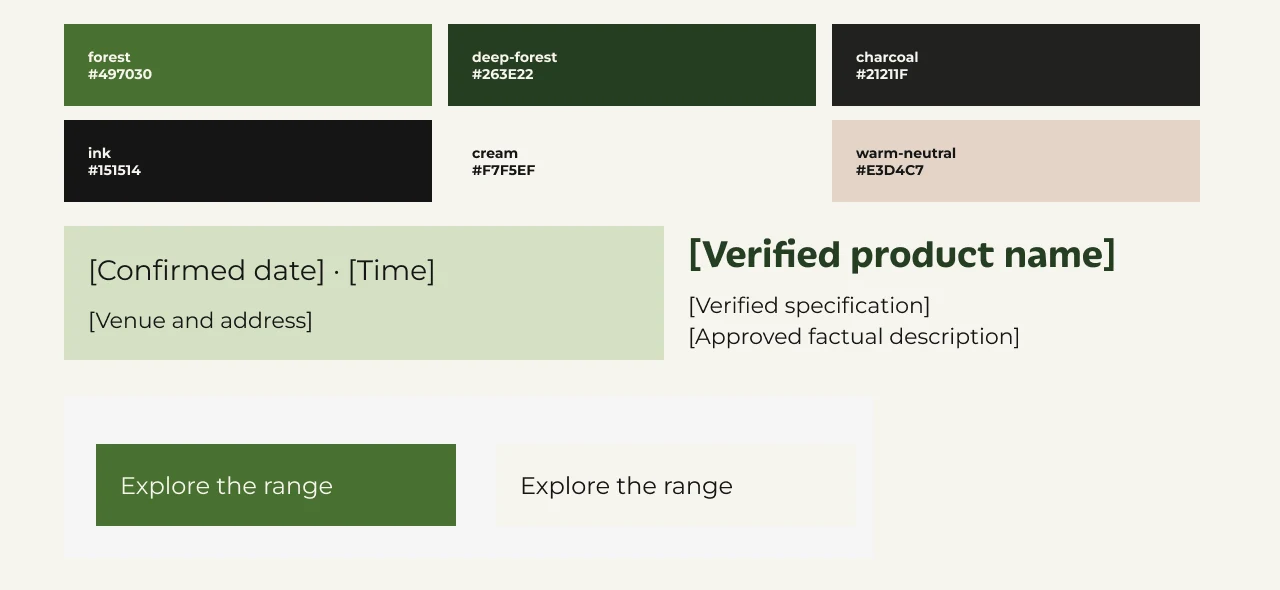 forest
#497030
deep-forest
#263E22
charcoal
#21211F
ink
#151514
cream
#F7F5EF
warm-neutral
#E3D4C7
[Confirmed date] · [Time]
[Venue and address]
[Verified product name]
[Verified specification]
[Approved factual description]
Explore the range
Explore the range